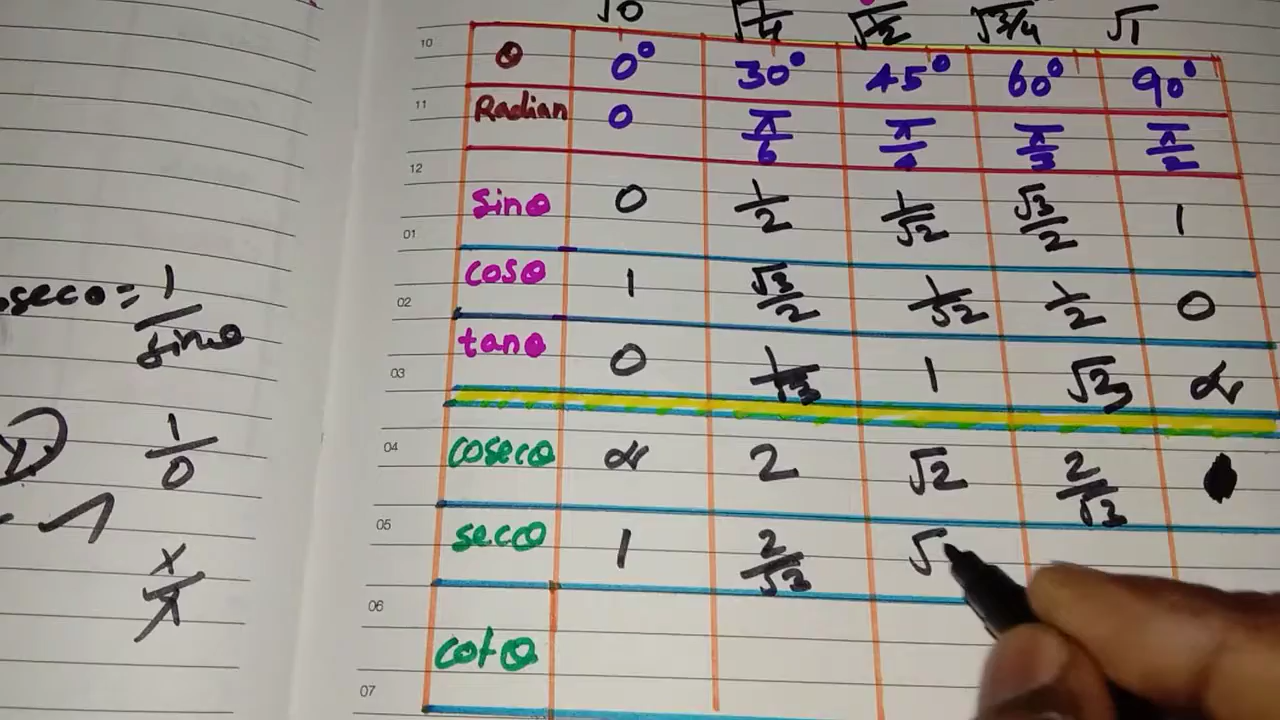 √0 √1/4 √1/2 √3/4 √1
10
θ 0° 30° 45° 60° 90°
11
Radian 0 π/6 π/4 π/3 π/2
12
sinθ 0 1/2 1/√2 √3/2 1
01
cosθ 1 √3/2 1/√2 1/2 0
02
tanθ 0 1/√3 1 √3 α
03
cosecθ α 2 √2 2/√3
04
secθ 1 2/√3 √
05
cotθ
06
07
osecθ = 1/sinθ
1/0